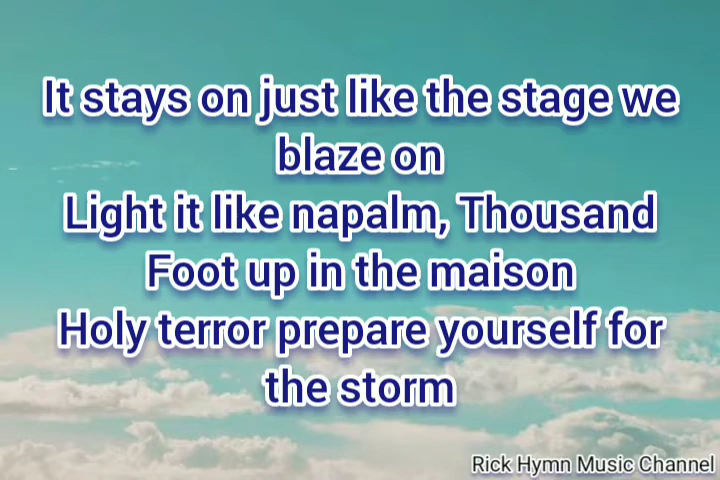 It stays on just like the stage we
blaze on
Light it like napalm, Thousand
Foot up in the maison
Holy terror prepare yourself for
the storm
Rick Hymn Music Channel